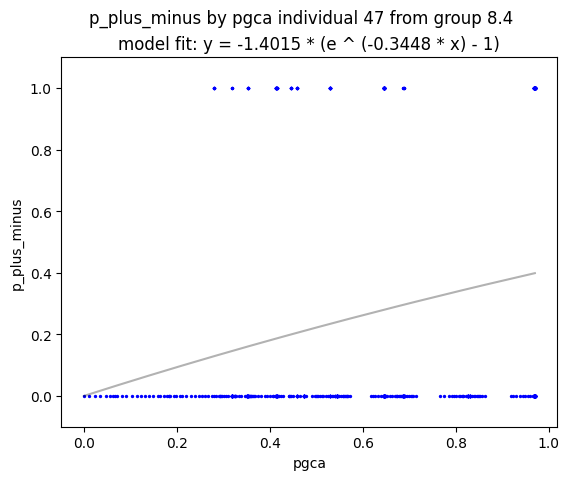 p_plus_minus by pgca individual 47 from group 8.4
model fit: y = -1.4015 * (e ^ (-0.3448 * x) - 1)
1.0
0.8
0.6
0.4
0.2
0.0
p_plus_minus
0.0 0.2 0.4 0.6 0.8 1.0
pgca